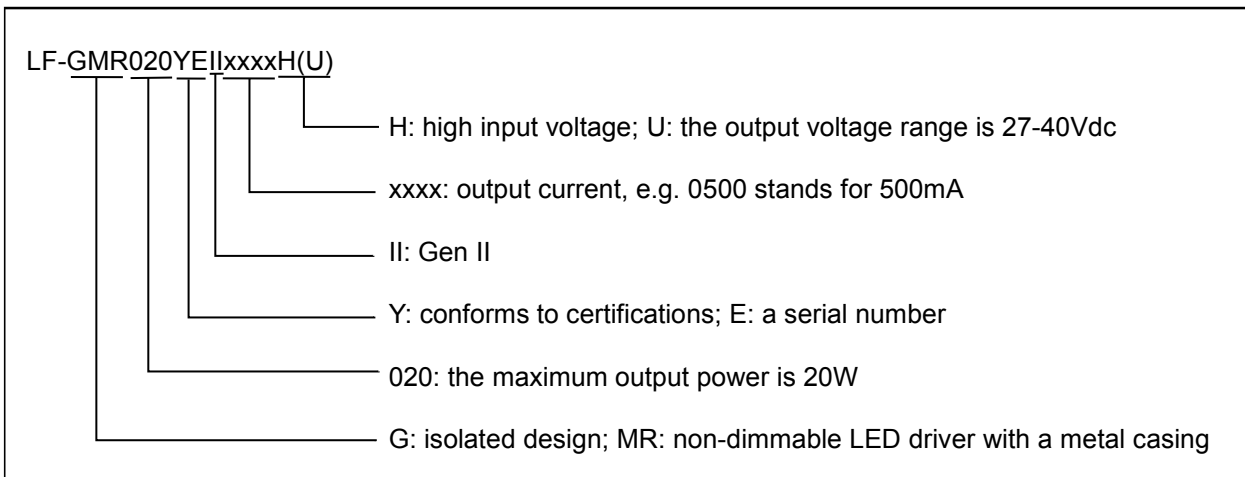 LF-GMR020YEIIxxxxH(U)
H: high input voltage; U: the output voltage range is 27-40Vdc
xxxx: output current, e.g. 0500 stands for 500mA
II: Gen II
Y: conforms to certifications; E: a serial number
020: the maximum output power is 20W
G: isolated design; MR: non-dimmable LED driver with a metal casing